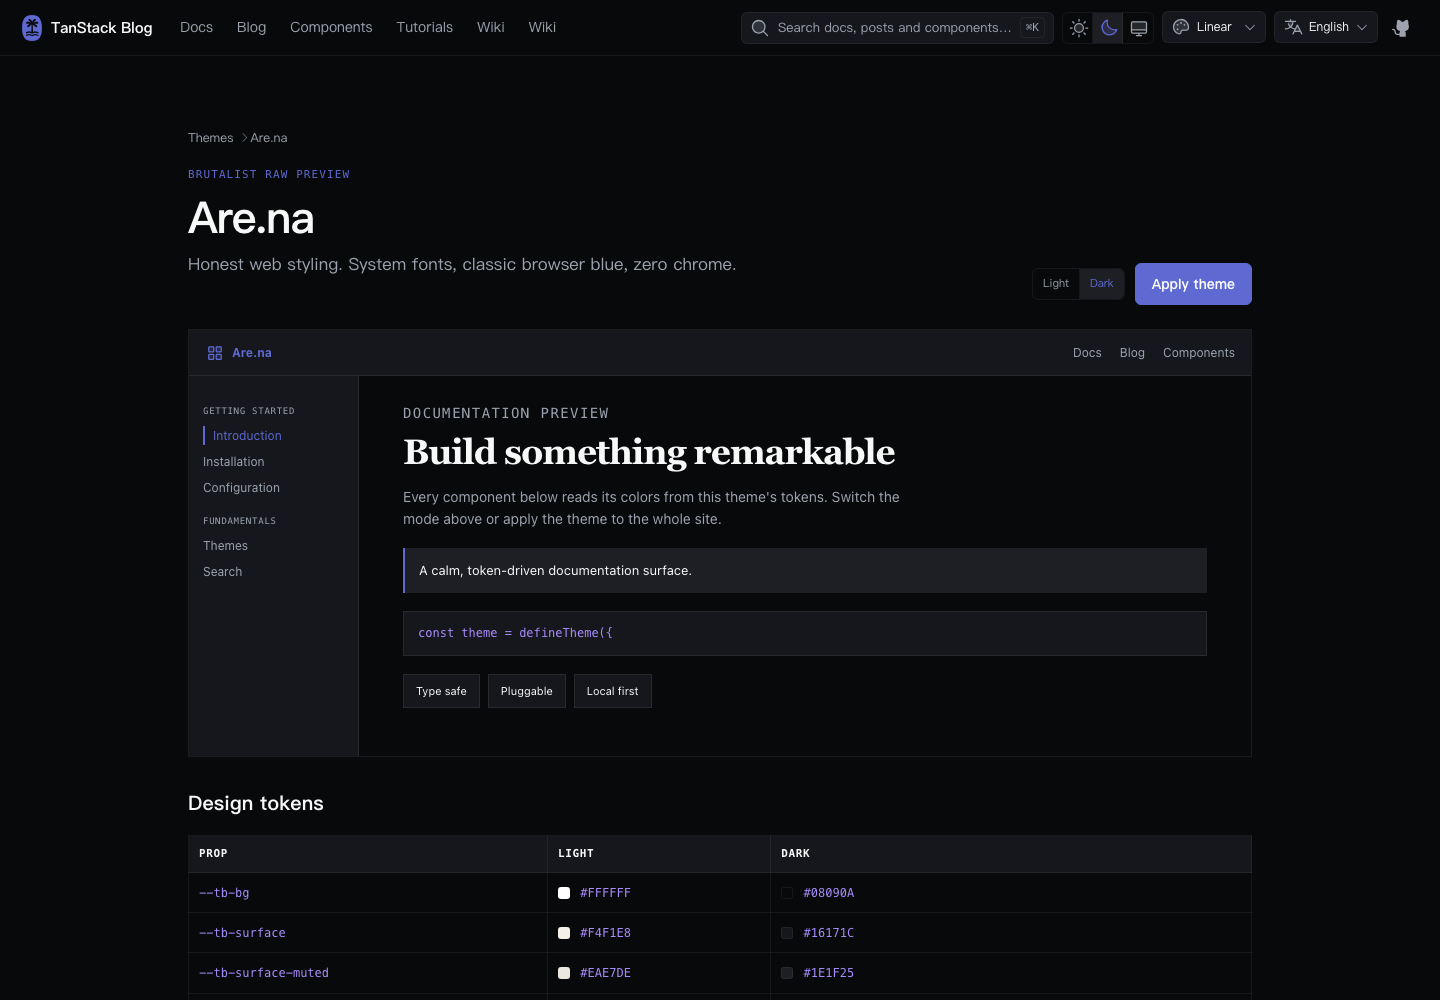 TanStack Blog
Docs
Blog
Components
Tutorials
Wiki
Wiki
Search docs, posts and components...
⌘K
Linear
English
Themes
Are.na
BRUTALIST RAW PREVIEW
Are.na
Honest web styling. System fonts, classic browser blue, zero chrome.
Light
Dark
Apply theme
Are.na
Docs
Blog
Components
GETTING STARTED
Introduction
Installation
Configuration
FUNDAMENTALS
Themes
Search
DOCUMENTATION PREVIEW
Build something remarkable
Every component below reads its colors from this theme's tokens. Switch the
mode above or apply the theme to the whole site.
A calm, token-driven documentation surface.
const theme = defineTheme({
Type safe
Pluggable
Local first
Design tokens
PROP LIGHT DARK
--tb-bg #FFFFFF #08090A
--tb-surface #F4F1E8 #16171C
--tb-surface-muted #EAE7DE #1E1F25